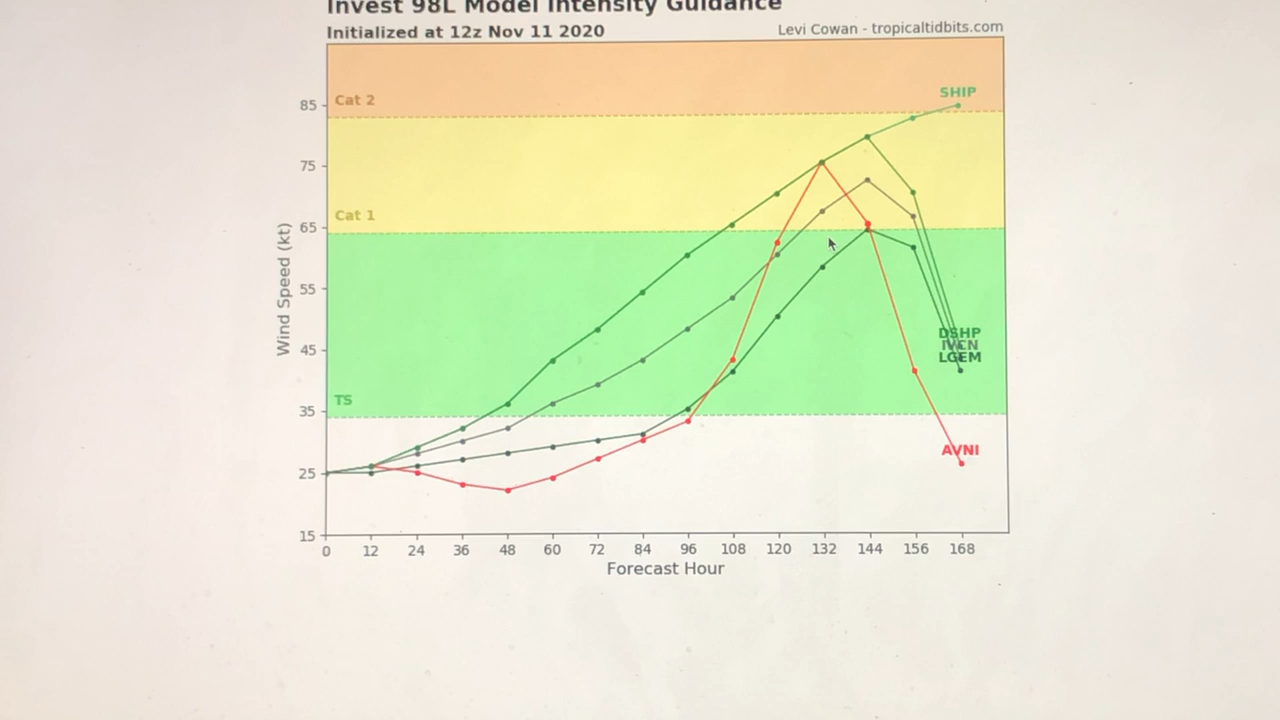 Invest 98L Model Intensity Guidance
Initialized at 12z Nov 11 2020
Levi Cowan - tropicaltidbits.com
SHIP
Cat 2
Cat 1
TS
DSHP
IVCN
LGEM
AVNI
85
75
65
55
45
35
25
15
Wind Speed (kt)
0 12 24 36 48 60 72 84 96 108 120 132 144 156 168
Forecast Hour